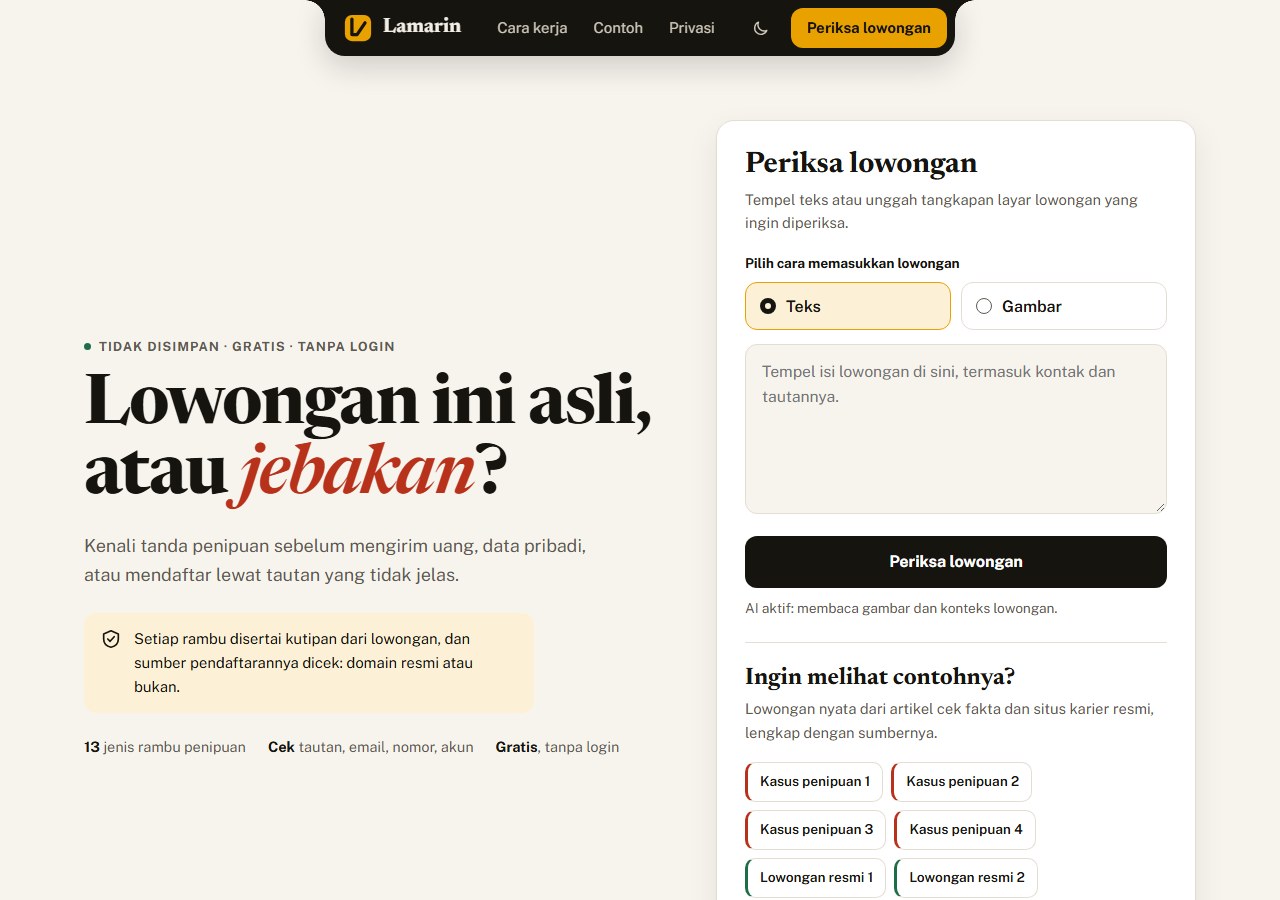 Lamarin
Cara kerja
Contoh
Privasi
Periksa lowongan
TIDAK DISIMPAN · GRATIS · TANPA LOGIN
Lowongan ini asli,
atau jebakan?
Kenali tanda penipuan sebelum mengirim uang, data pribadi,
atau mendaftar lewat tautan yang tidak jelas.
Setiap rambu disertai kutipan dari lowongan, dan
sumber pendaftarannya dicek: domain resmi atau
bukan.
13 jenis rambu penipuan
Cek tautan, email, nomor, akun
Gratis, tanpa login
Periksa lowongan
Tempel teks atau unggah tangkapan layar lowongan yang
ingin diperiksa.
Pilih cara memasukkan lowongan
Teks
Gambar
Tempel isi lowongan di sini, termasuk kontak dan
tautannya.
Periksa lowongan
AI aktif: membaca gambar dan konteks lowongan.
Ingin melihat contohnya?
Lowongan nyata dari artikel cek fakta dan situs karier resmi,
lengkap dengan sumbernya.
Kasus penipuan 1
Kasus penipuan 2
Kasus penipuan 3
Kasus penipuan 4
Lowongan resmi 1
Lowongan resmi 2